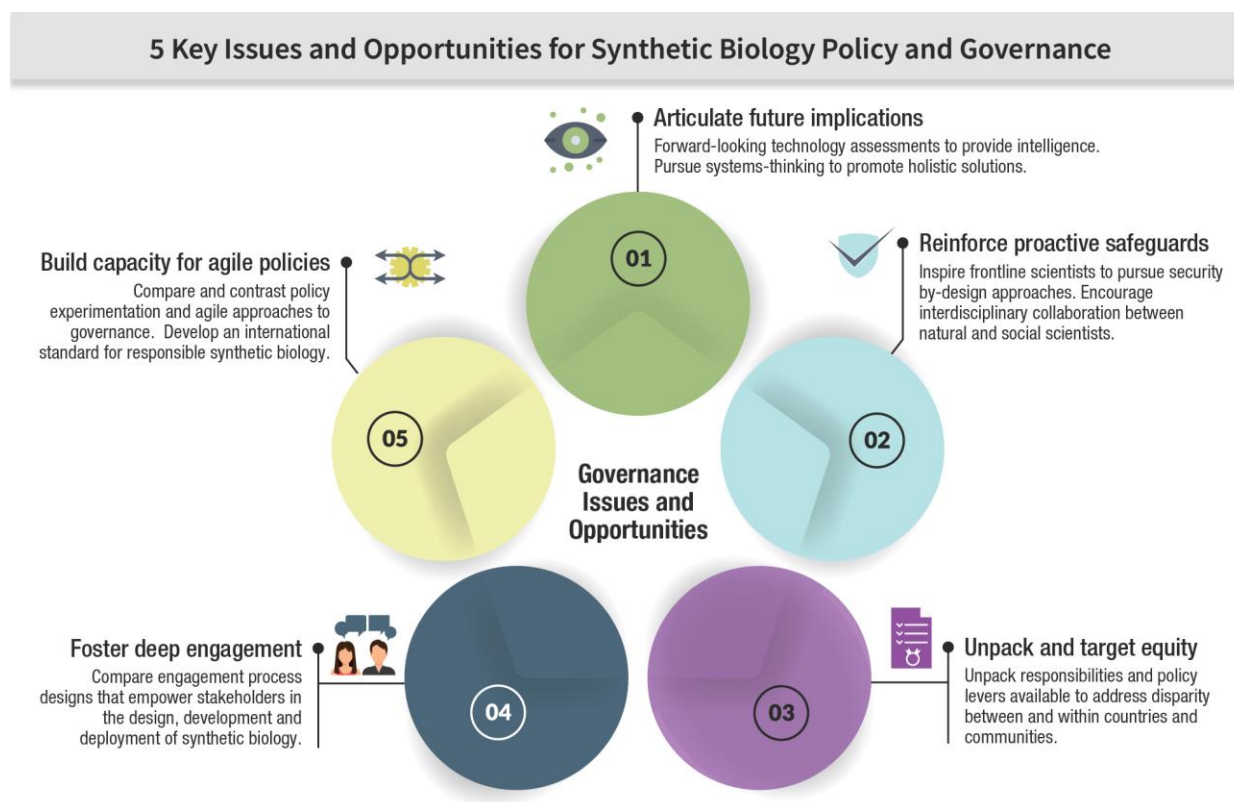 5 Key Issues and Opportunities for Synthetic Biology Policy and Governance
Articulate future implications
Forward-looking technology assessments to provide intelligence.
Pursue systems-thinking to promote holistic solutions.
01
Reinforce proactive safeguards
Inspire frontline scientists to pursue security
by-design approaches. Encourage
interdisciplinary collaboration between
natural and social scientists.
02
Unpack and target equity
Unpack responsibilities and policy
levers available to address disparity
between and within countries and
communities.
03
Foster deep engagement
Compare engagement process
designs that empower stakeholders in
the design, development and
deployment of synthetic biology.
04
Build capacity for agile policies
Compare and contrast policy
experimentation and agile approaches to
governance. Develop an international
standard for responsible synthetic biology.
05
Governance
Issues and
Opportunities